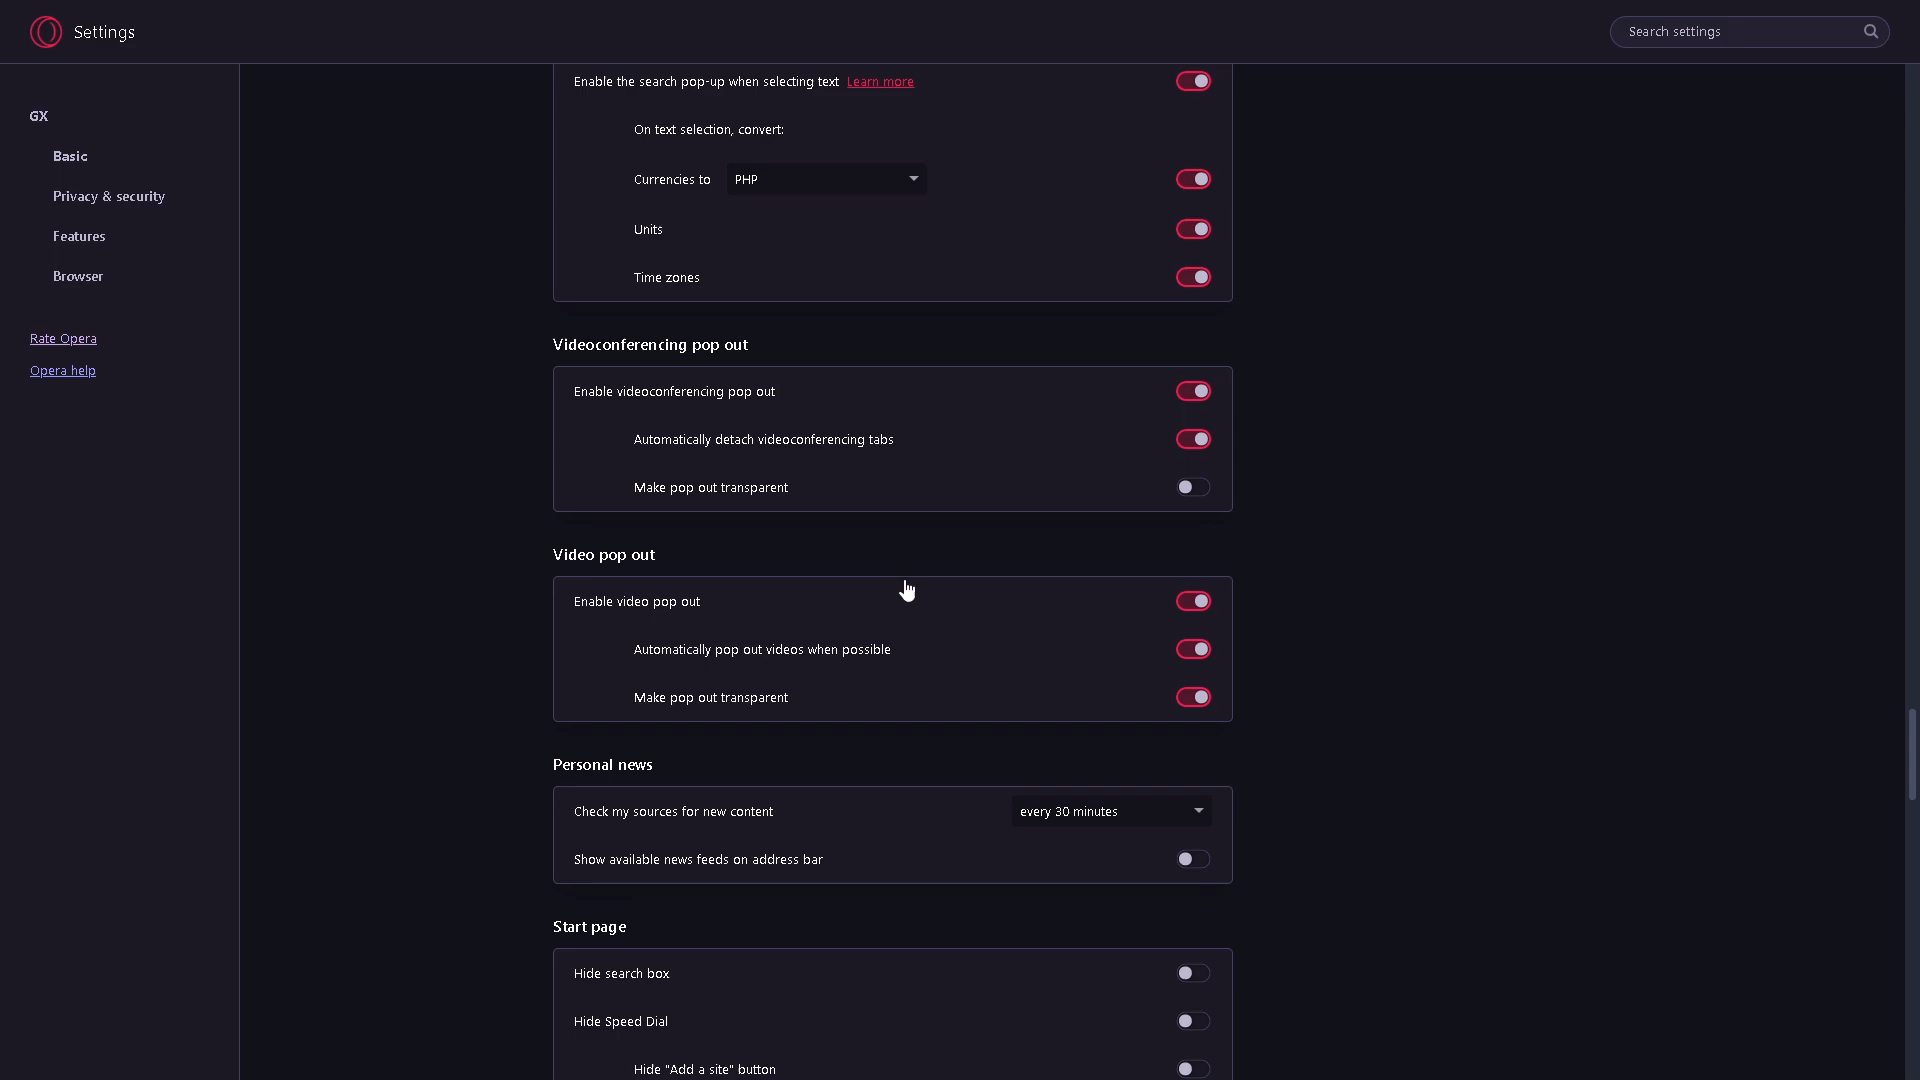 Settings
Search settings
GX
Basic
Privacy & security
Features
Browser
Rate Opera
Opera help
Enable the search pop-up when selecting text Learn more
On text selection, convert:
Currencies to PHP
Units
Time zones
Videoconferencing pop out
Enable videoconferencing pop out
Automatically detach videoconferencing tabs
Make pop out transparent
Video pop out
Enable video pop out
Automatically pop out videos when possible
Make pop out transparent
Personal news
Check my sources for new content every 30 minutes
Show available news feeds on address bar
Start page
Hide search box
Hide Speed Dial
Hide "Add a site" button